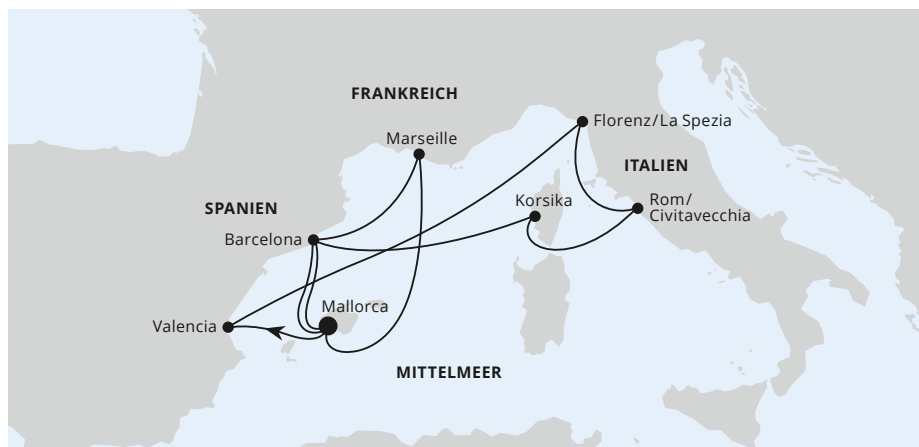 FRANKREICH
Marseille
Florenz/La Spezia
ITALIEN
Korsika
Rom/
Civitavecchia
SPANIEN
Barcelona
Mallorca
Valencia
MITTELMEER